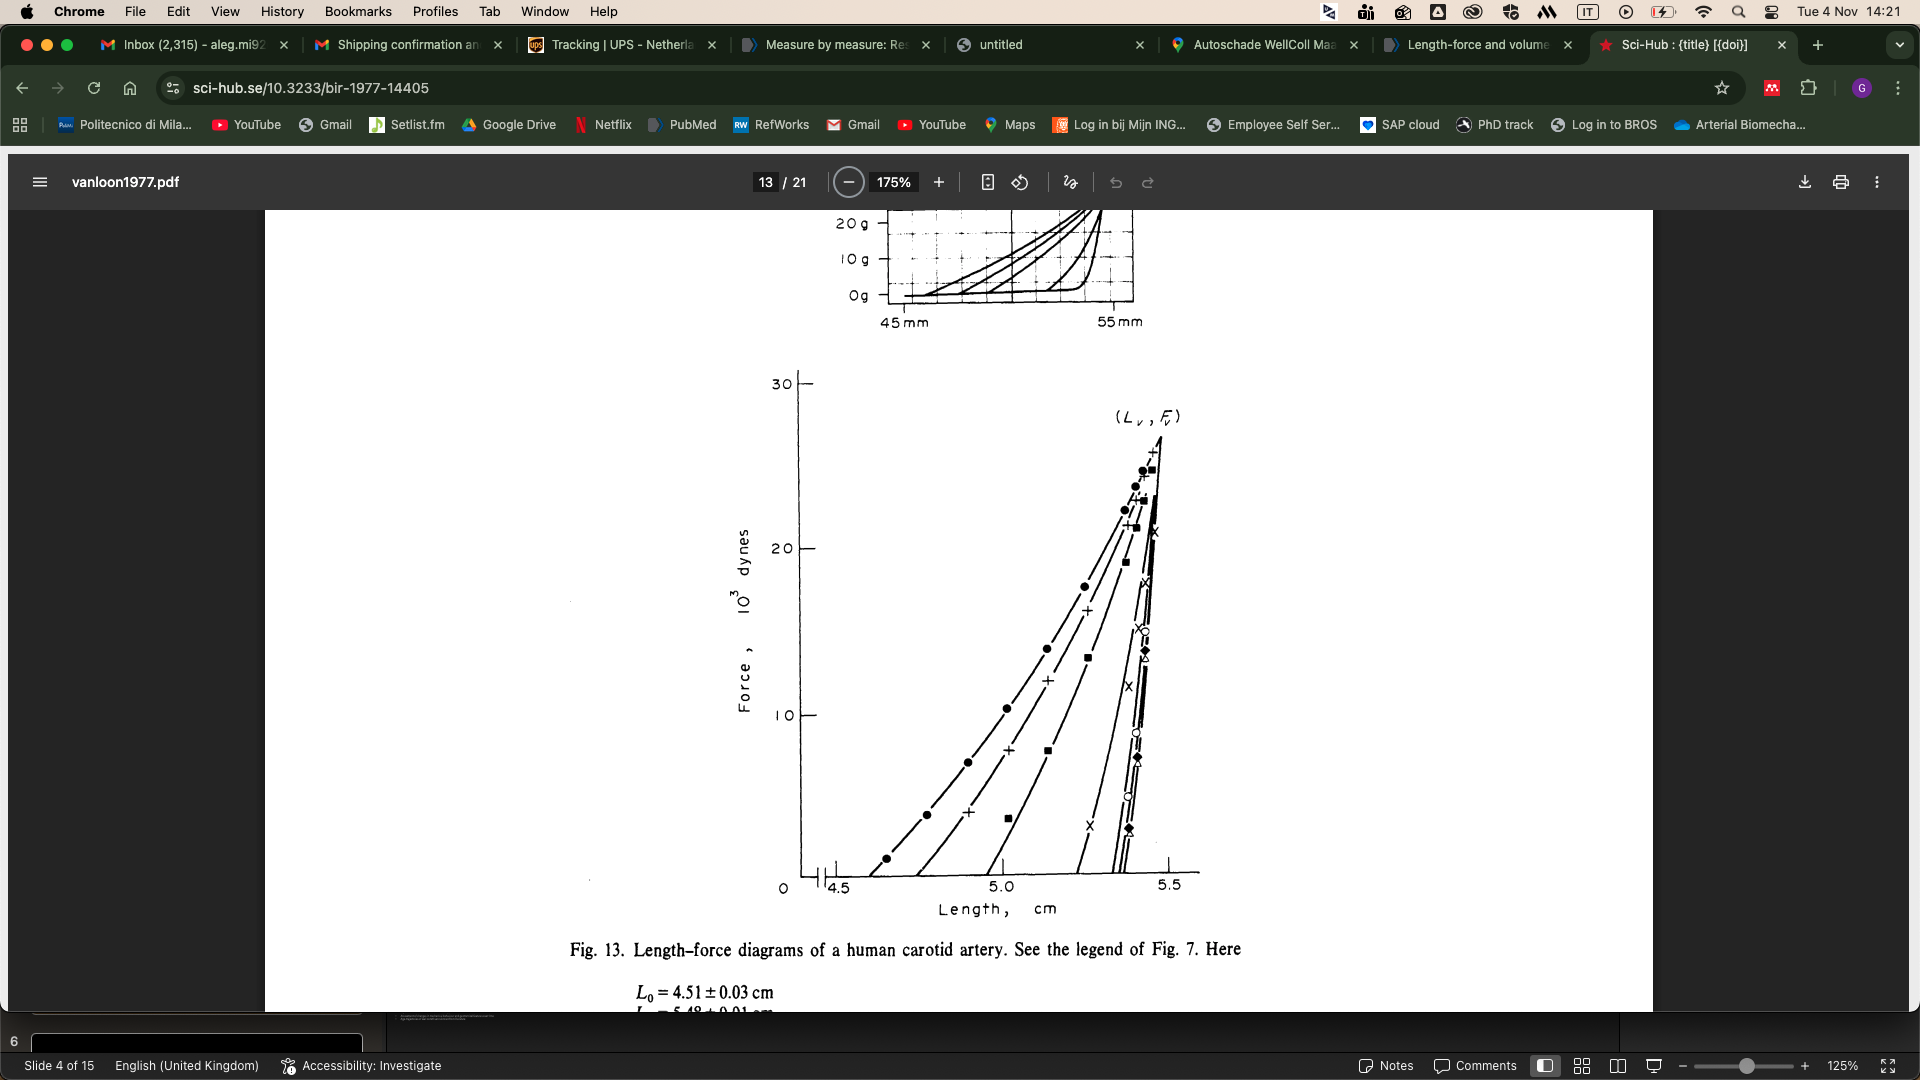 Chrome File Edit View History Bookmarks Profiles Tab Window Help IT Tue 4 Nov 14:21
Inbox (2,315) - aleg.mi92 Shipping confirmation an Tracking | UPS - Netherla Measure by measure: Res untitled Autoschade WellColl Maa Length-force and volume Sci-Hub : {title} [{doi}]
sci-hub.se/10.3233/bir-1977-14405 G
Politecnico di Mila... YouTube Gmail Setlist.fm Google Drive Netflix PubMed RW RefWorks Gmail YouTube Maps Log in bij Mijn ING... Employee Self Ser... SAP cloud PhD track Log in to BROS Arterial Biomecha...
vanloon1977.pdf 13 / 21 175%
20 g
10 g
0 g
45 mm 55 mm
30
(Lv, Fv)
20
Force, 10³ dynes
10
0 4.5 5.0 5.5
Length, cm
Fig. 13. Length–force diagrams of a human carotid artery. See the legend of Fig. 7. Here
L₀ = 4.51 ± 0.03 cm
6
Slide 4 of 15 English (United Kingdom) Accessibility: Investigate Notes Comments 125%